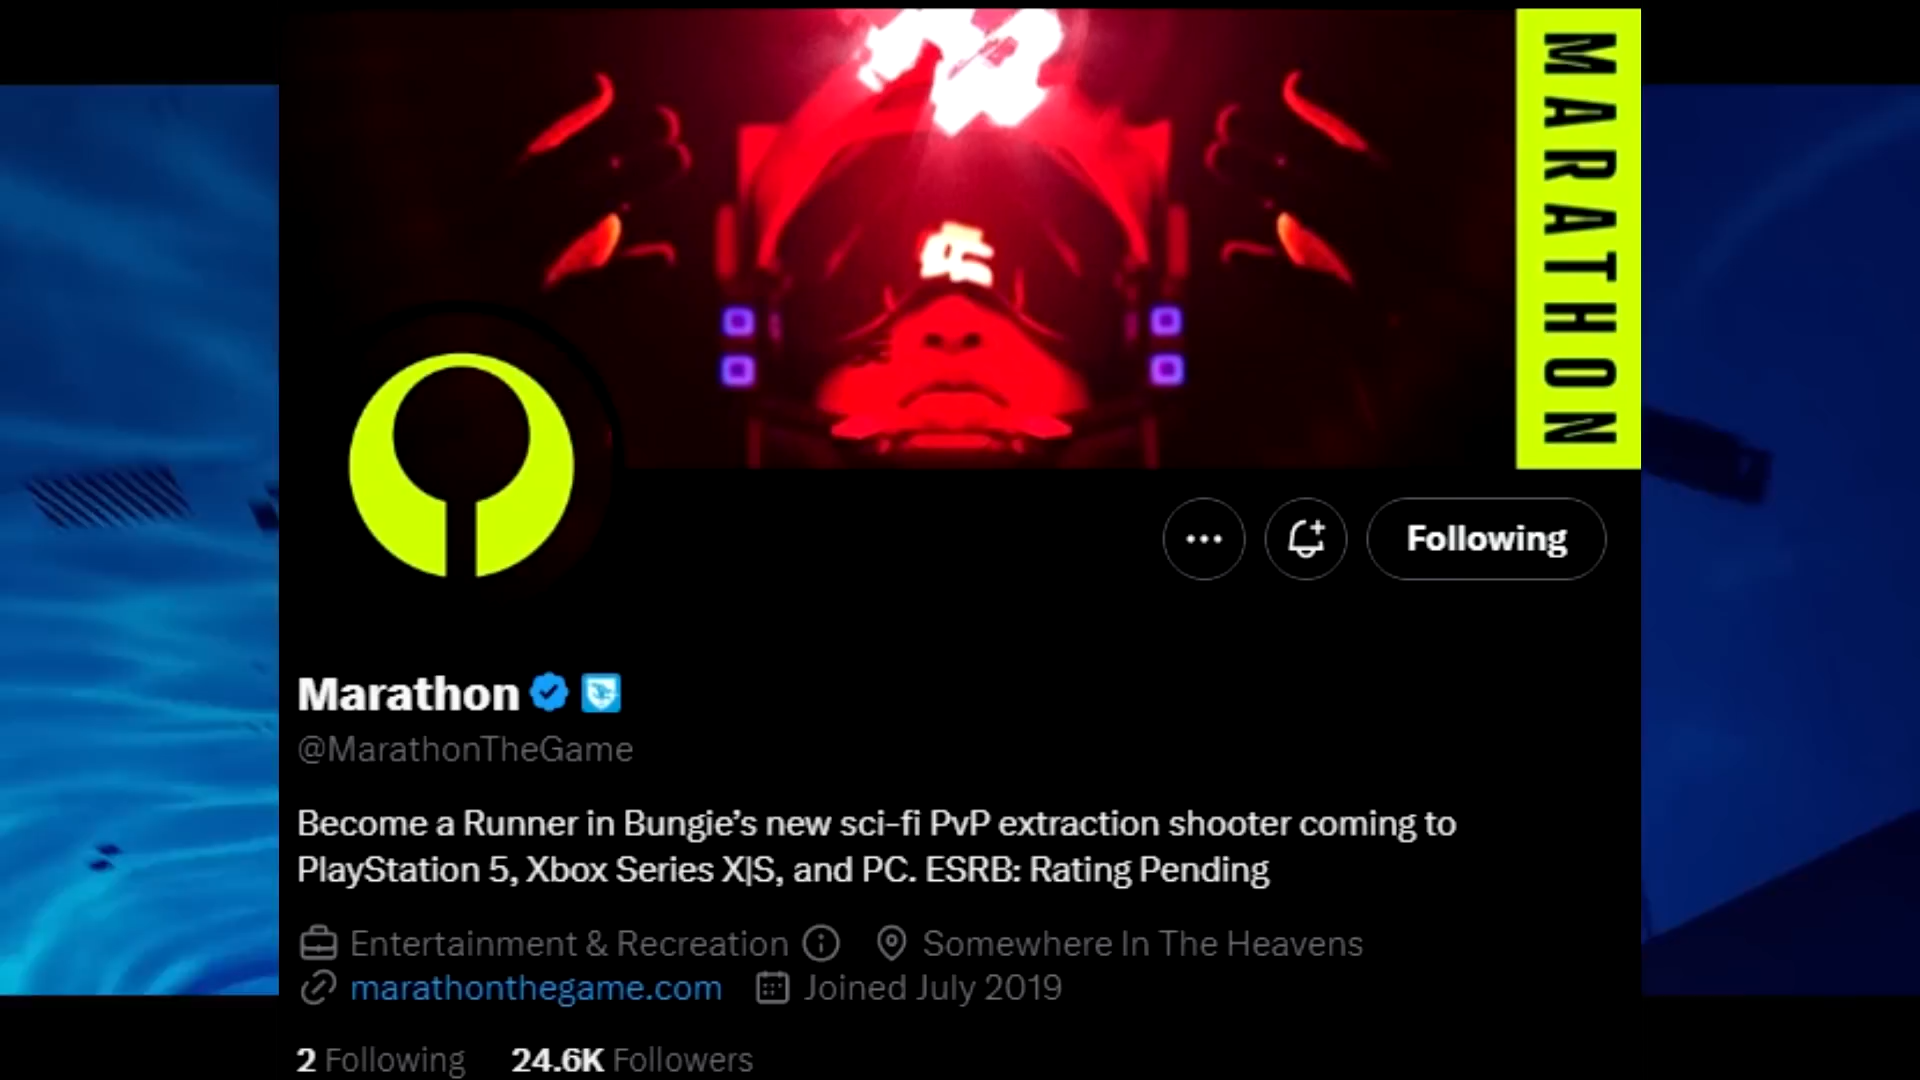 MARATHON
Following
Marathon
@MarathonTheGame
Become a Runner in Bungie’s new sci-fi PvP extraction shooter coming to
PlayStation 5, Xbox Series X|S, and PC. ESRB: Rating Pending
Entertainment & Recreation Somewhere In The Heavens
marathonthegame.com Joined July 2019
2 Following 24.6K Followers